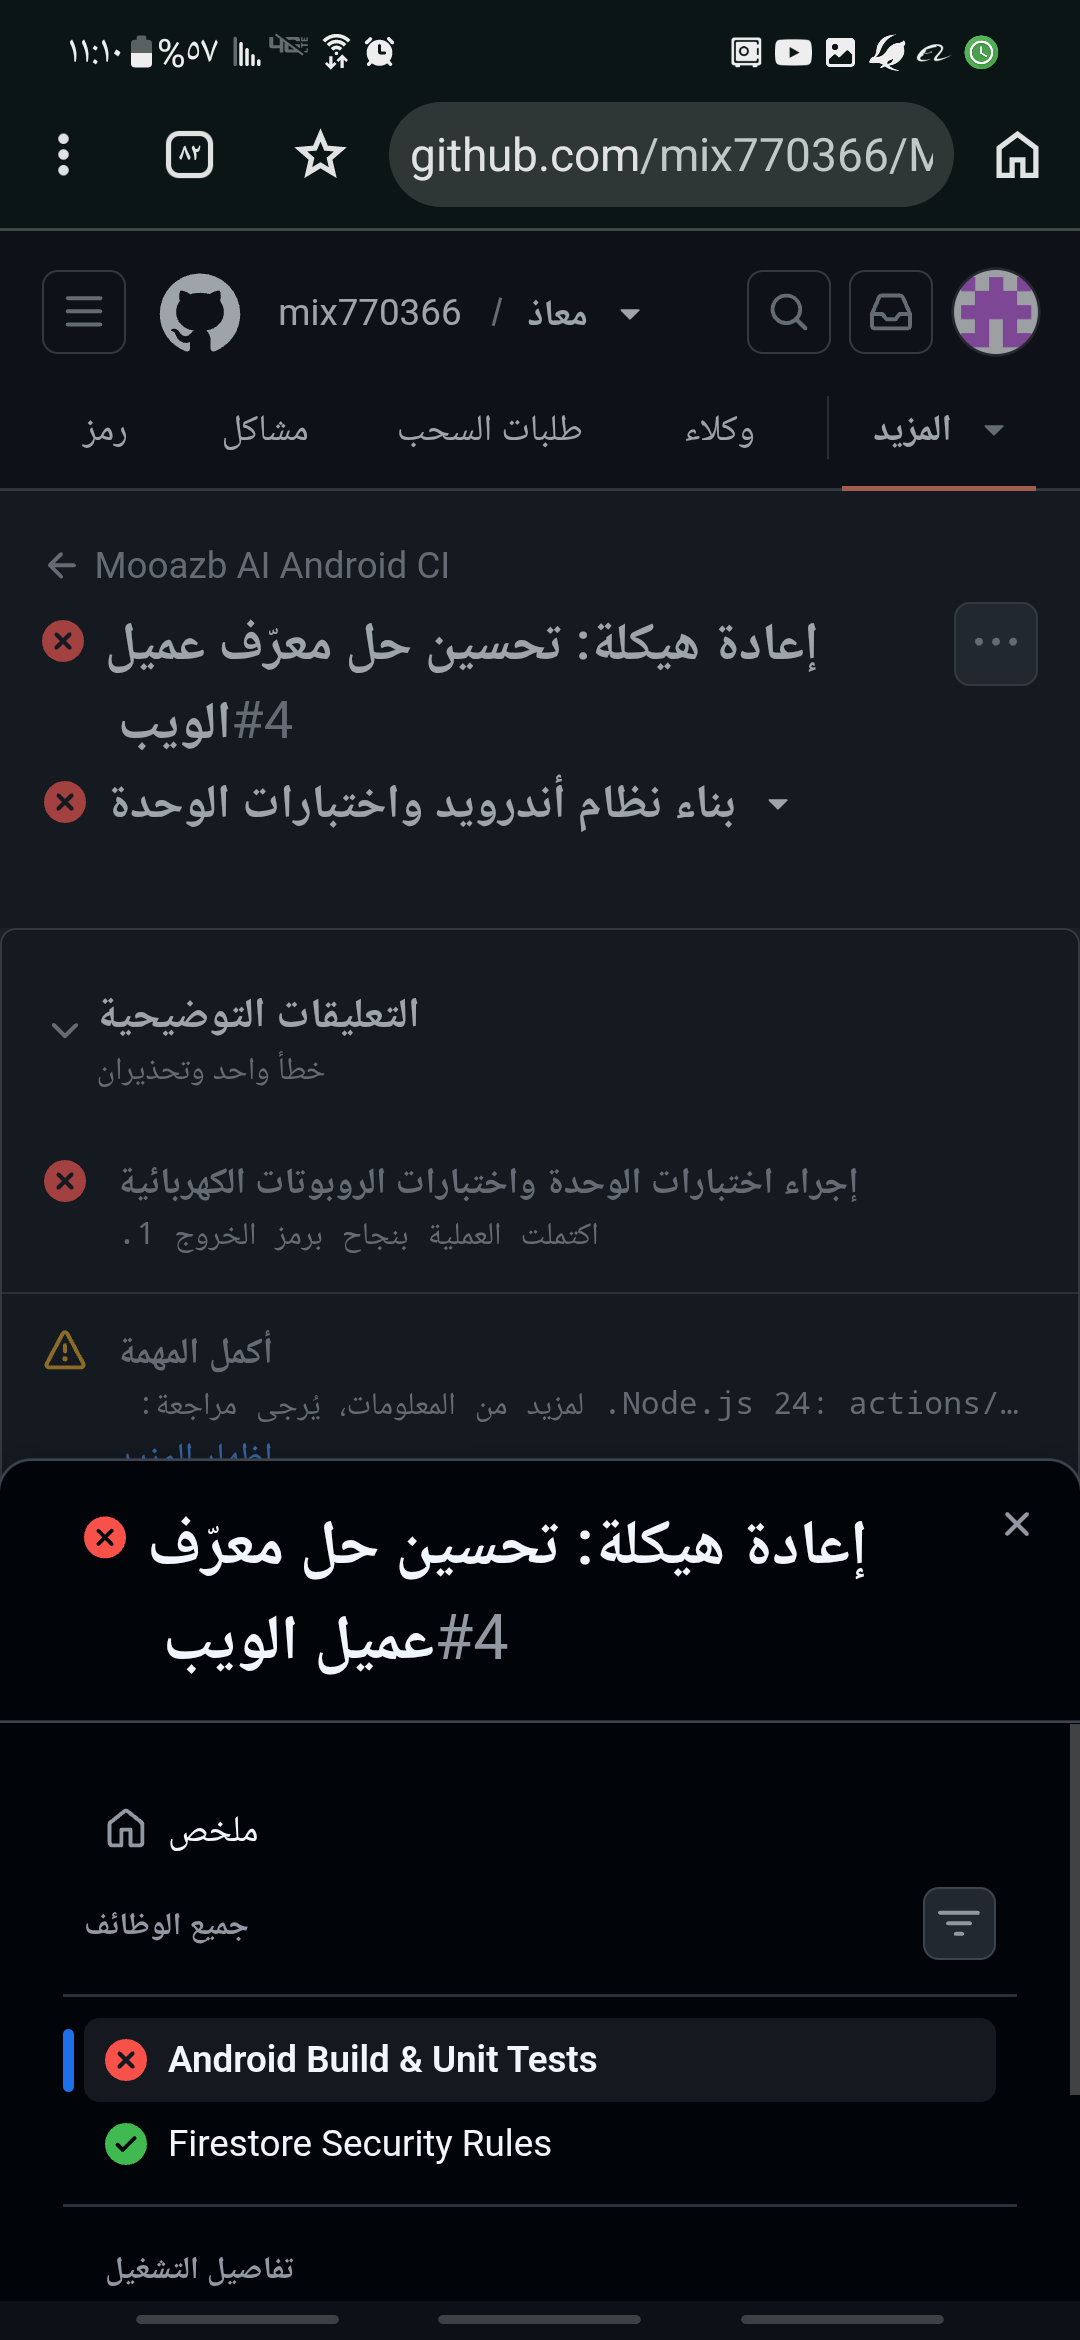 ١١:١٠ %٥٧
٨٢ github.com/mix770366/M
mix770366 / معاذ
رمز مشاكل طلبات السحب وكلاء المزيد
Mooazb AI Android CI
إعادة هيكلة: تحسين حل معرّف عميل
الويب #4
بناء نظام أندرويد واختبارات الوحدة
التعليقات التوضيحية
خطأ واحد وتحذيران
إجراء اختبارات الوحدة واختبارات الروبوتات الكهربائية
اكتملت العملية بنجاح برمز الخروج 1.
أكمل المهمة
لمزيد من المعلومات، يُرجى مراجعة: .Node.js 24: actions/…
إظهار المزيد
إعادة هيكلة: تحسين حل معرّف
عميل الويب #4
ملخص
جميع الوظائف
Android Build & Unit Tests
Firestore Security Rules
تفاصيل التشغيل